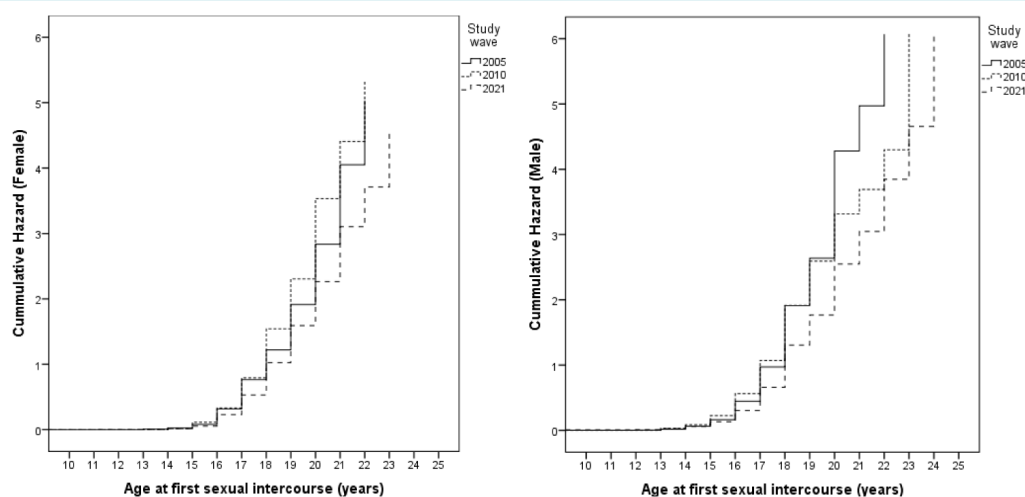 Cummulative Hazard (Female)
6
5
4
3
2
1
0
10 11 12 13 14 15 16 17 18 19 20 21 22 23 24 25
Age at first sexual intercourse (years)
Study
wave
2005
2010
2021
Cummulative Hazard (Male)
6
5
4
3
2
1
0
10 11 12 13 14 15 16 17 18 19 20 21 22 23 24 25
Age at first sexual intercourse (years)
Study
wave
2005
2010
2021